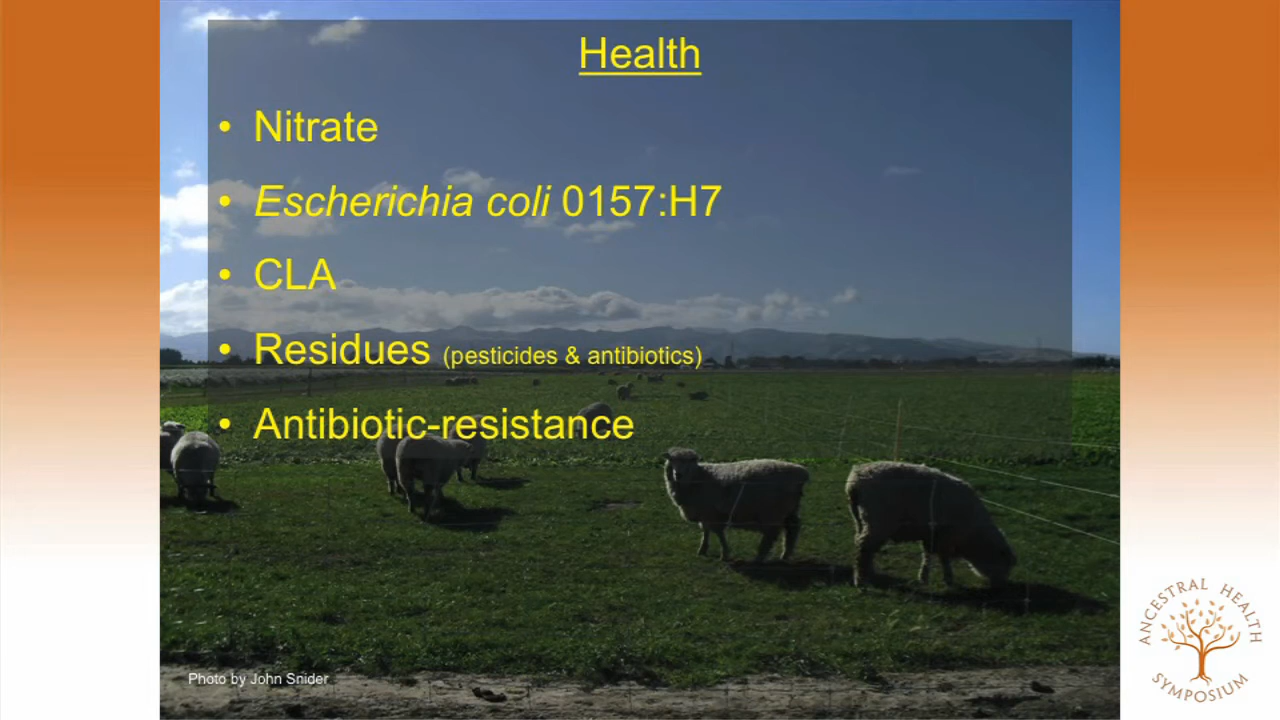 Health
• Nitrate
• Escherichia coli 0157:H7
• CLA
• Residues (pesticides & antibiotics)
• Antibiotic-resistance
Photo by John Snider
ANCESTRAL HEALTH
SYMPOSIUM